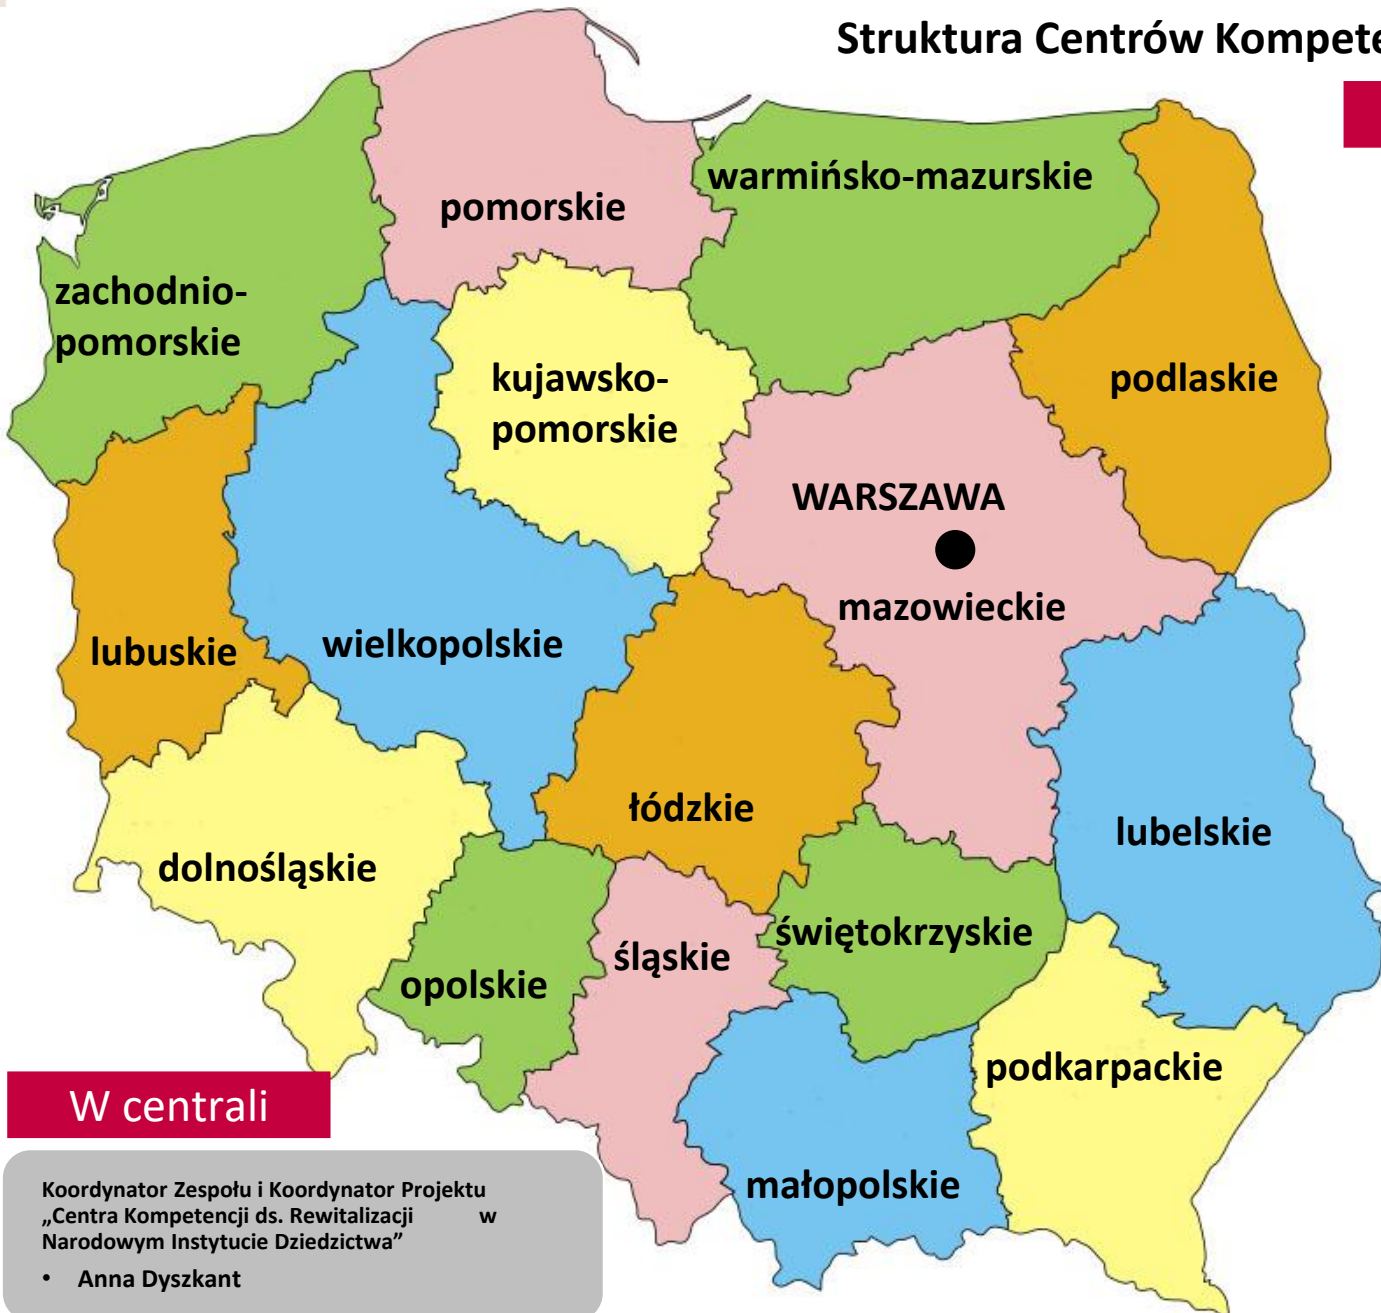 Struktura Centrów Kompete
pomorskie
warmińsko-mazurskie
zachodnio-
pomorskie
kujawsko-
pomorskie
podlaskie
WARSZAWA
mazowieckie
lubuskie
wielkopolskie
łódzkie
lubelskie
dolnośląskie
świętokrzyskie
śląskie
opolskie
podkarpackie
małopolskie
W centrali
Koordynator Zespołu i Koordynator Projektu
„Centra Kompetencji ds. Rewitalizacji w
Narodowym Instytucie Dziedzictwa”
• Anna Dyszkant